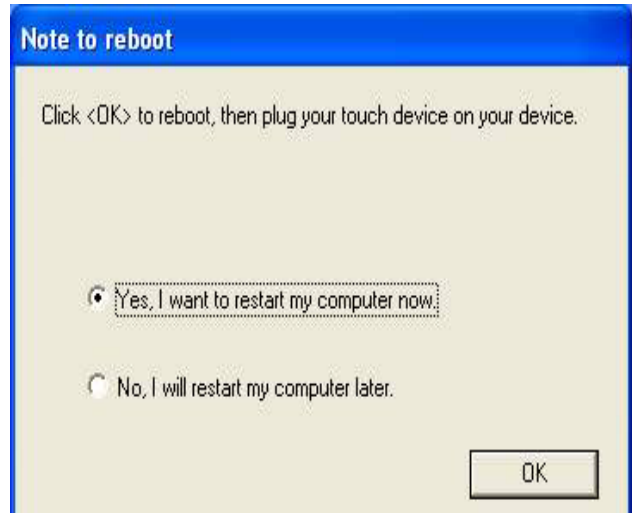 Note to reboot
Click <OK> to reboot, then plug your touch device on your device.
Yes, I want to restart my computer now.
No, I will restart my computer later.
OK